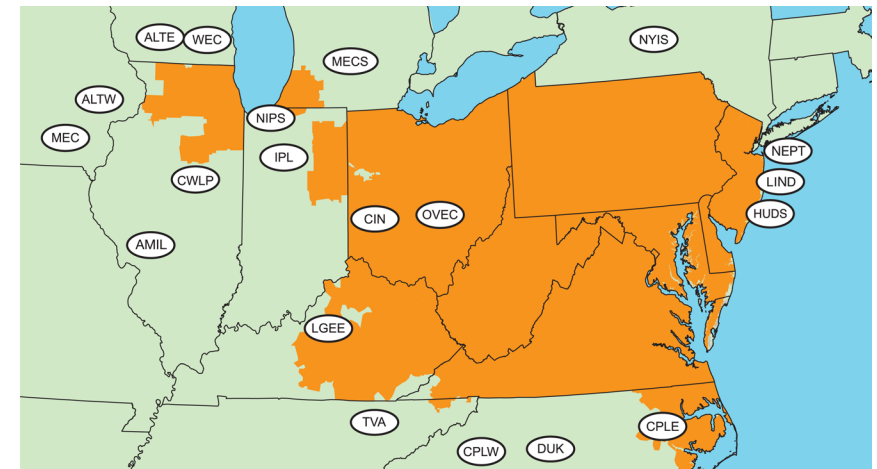 ALTE
WEC
NYIS
MECS
ALTW
NIPS
MEC
IPL
NEPT
CWLP
LIND
CIN
OVEC
HUDS
AMIL
LGEE
TVA
CPLE
CPLW
DUK